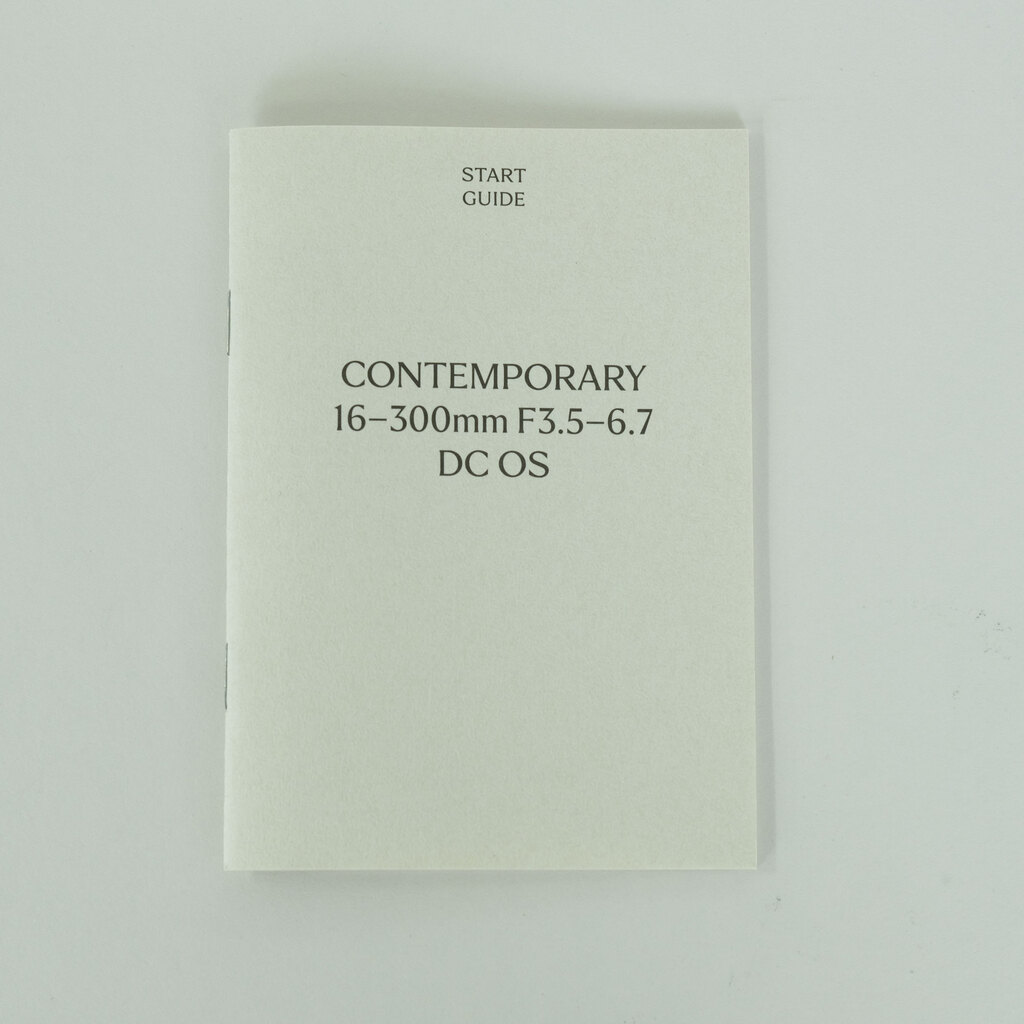 START
GUIDE
CONTEMPORARY
16–300mm F3.5–6.7
DC OS